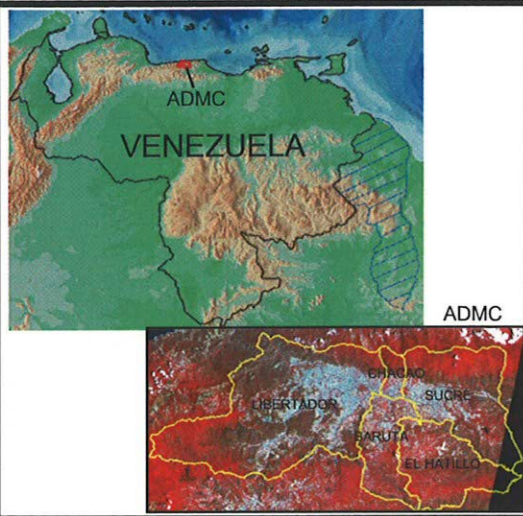 ADMC
VENEZUELA
ADMC
CHACAO
SUCRE
LIBERTADOR
BARUTA
EL HATILLO